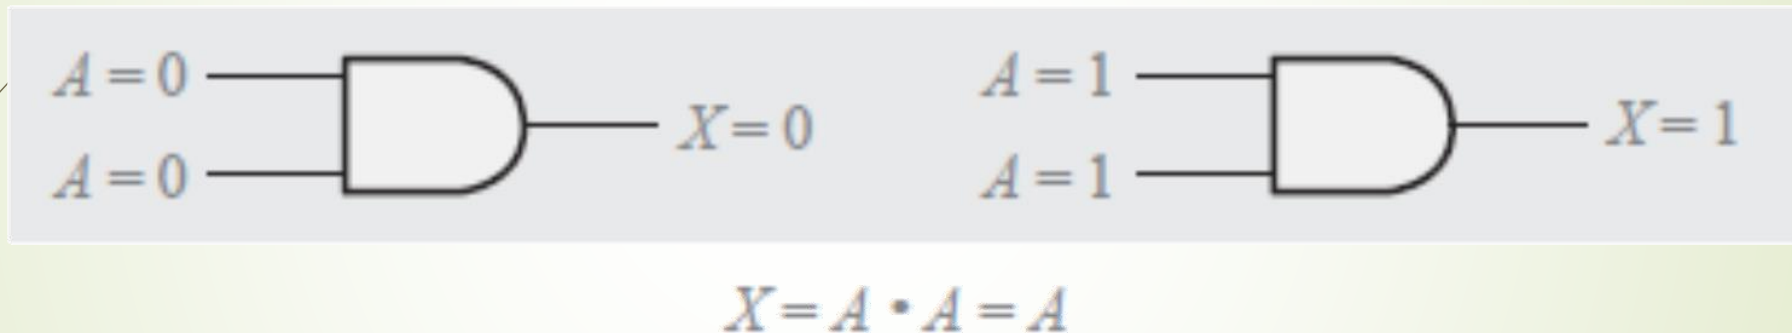 A = 0
A = 0
X = 0
A = 1
A = 1
X = 1
X = A • A = A